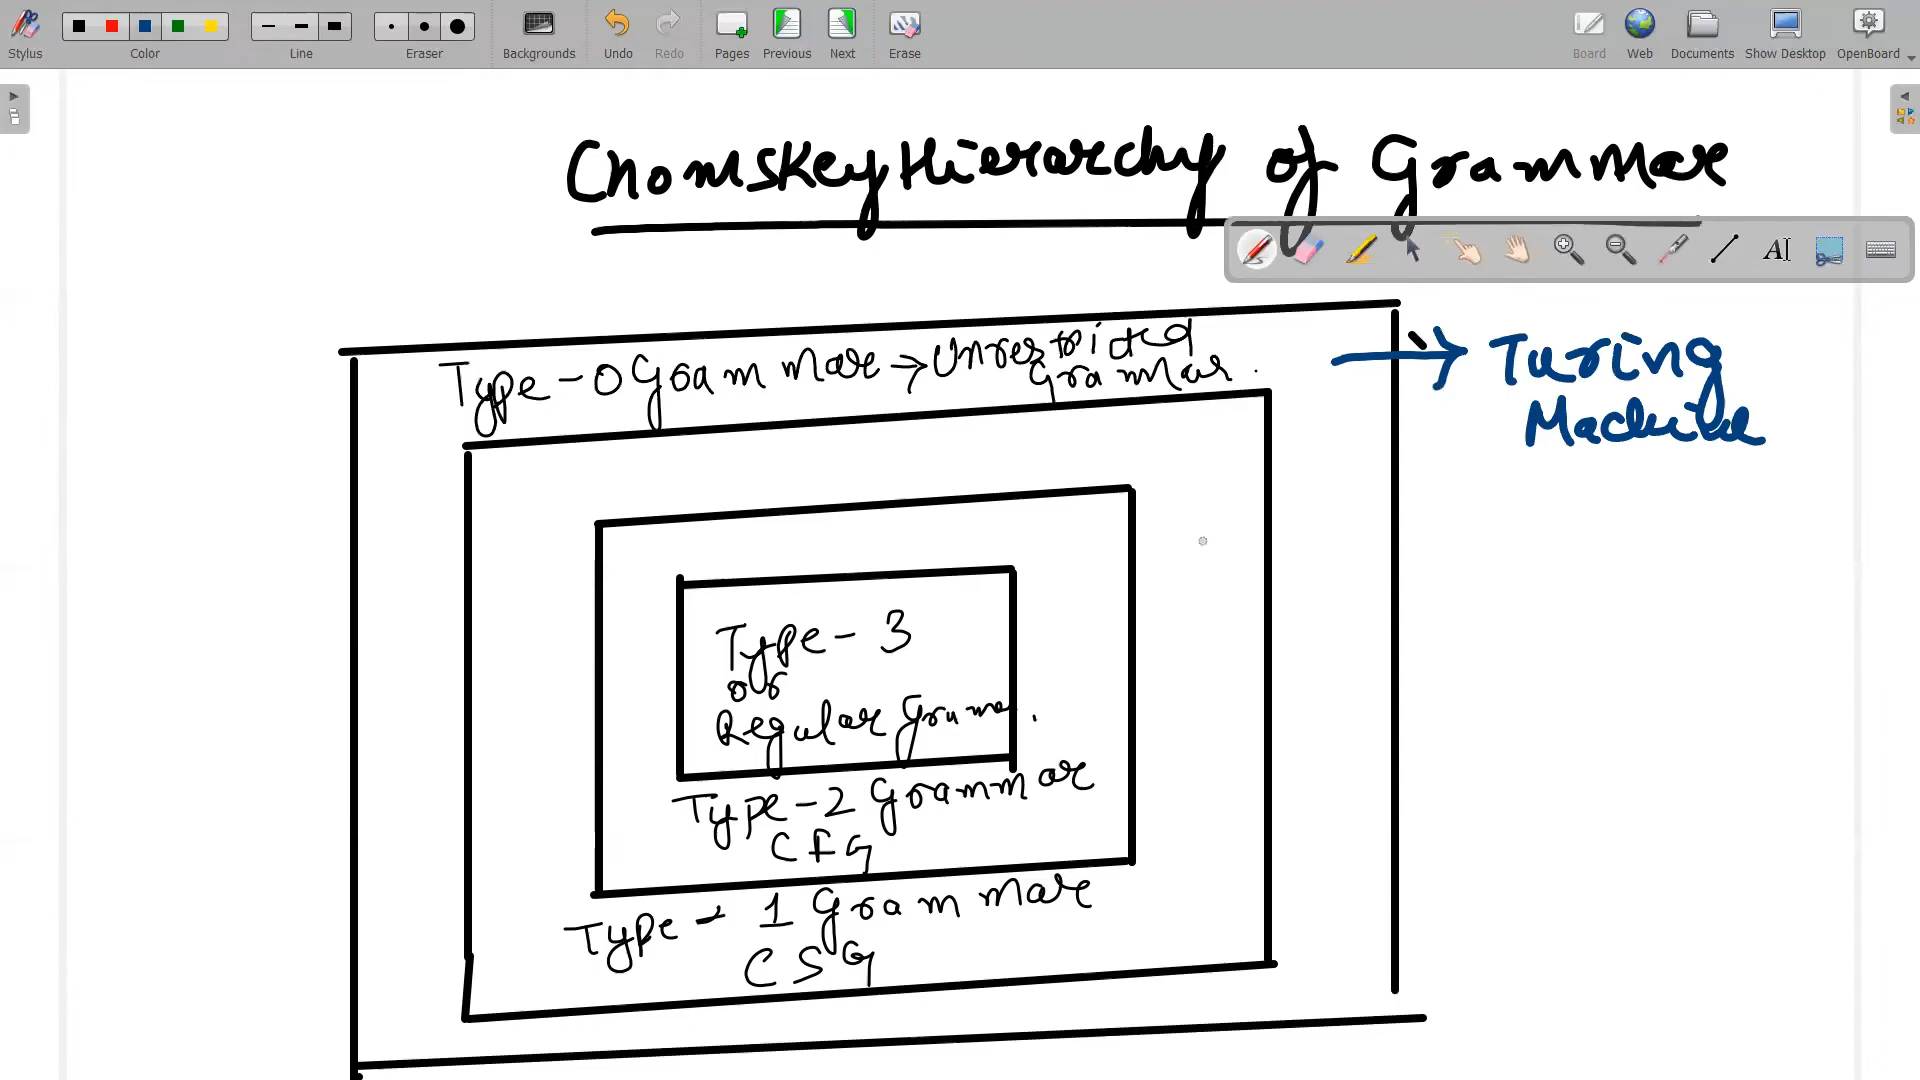 Stylus
Color
Line
Eraser
Backgrounds
Undo
Redo
Pages
Previous
Next
Erase
Board
Web
Documents
Show Desktop
OpenBoard
Chomskey Hierarchy of Grammar
Type-0 Grammar → Unrestricted
Grammar.
Turing
Machine
Type-3
or
Regular Gramma.
Type-2 Grammar
CFG
Type-1 Grammar
CSG